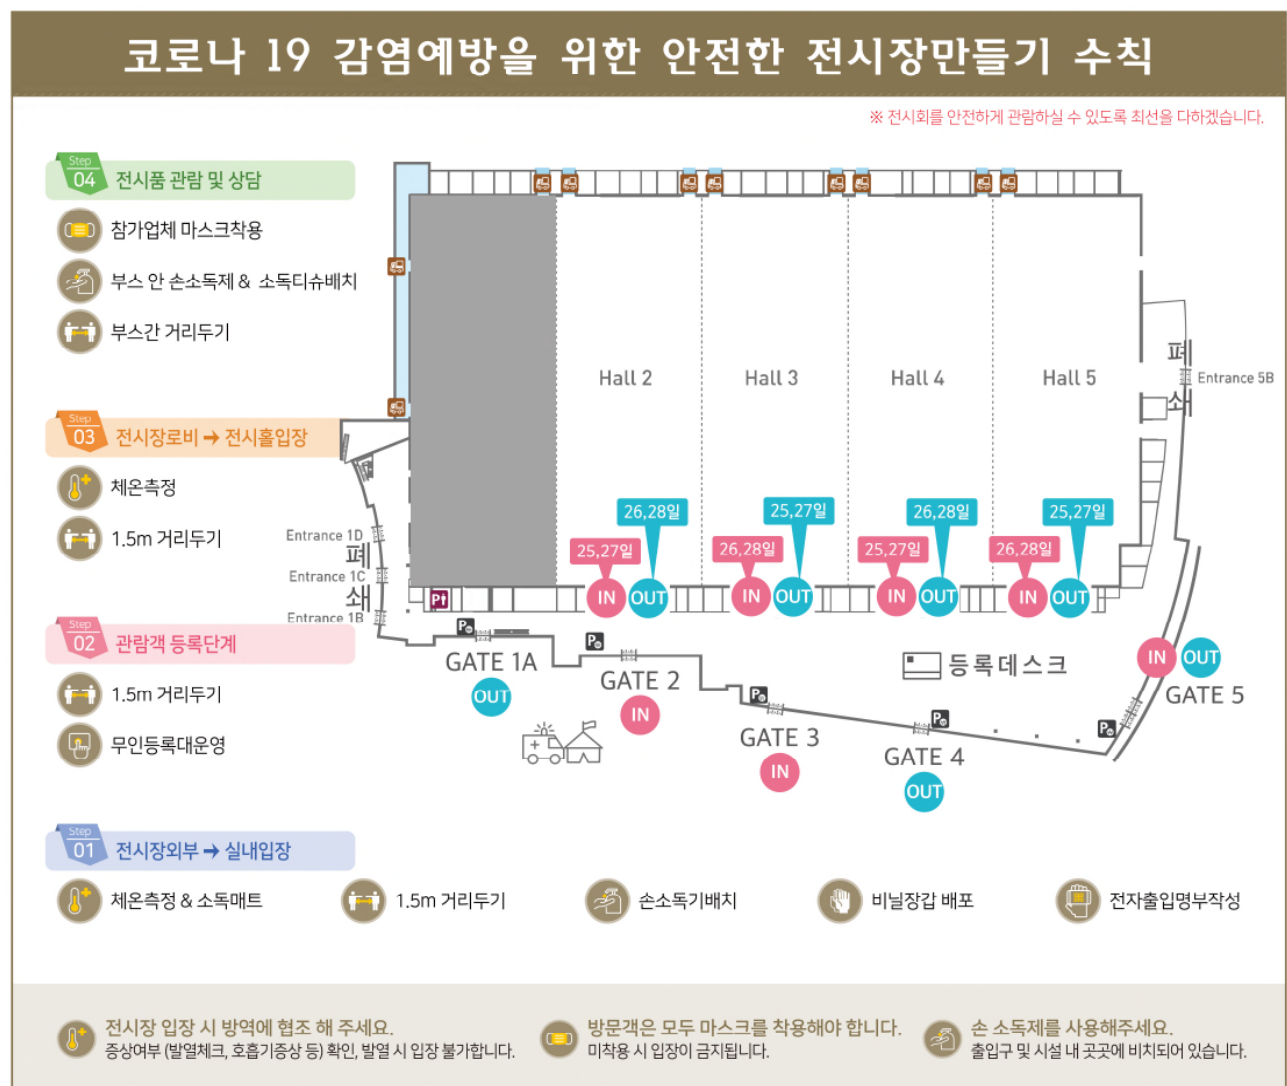 코로나 19 감염예방을 위한 안전한 전시장만들기 수칙
※ 전시회를 안전하게 관람하실 수 있도록 최선을 다하겠습니다.
Step
04
전시품 관람 및 상담
참가업체 마스크착용
부스 안 손소독제 & 소독티슈배치
부스간 거리두기
Step
03
전시장로비 → 전시홀입장
체온측정
1.5m 거리두기
Step
02
관람객 등록단계
1.5m 거리두기
무인등록대운영
Hall 2
Hall 3
Hall 4
Hall 5
폐
쇄
Entrance 5B
Entrance 1D
폐
Entrance 1C
쇄
Entrance 1B
25,27일
IN
26,28일
OUT
26,28일
IN
25,27일
OUT
25,27일
IN
26,28일
OUT
26,28일
IN
25,27일
OUT
GATE 1A
OUT
GATE 2
IN
GATE 3
IN
GATE 4
OUT
등록데스크
IN
OUT
GATE 5
Step
01
전시장외부 → 실내입장
체온측정 & 소독매트
1.5m 거리두기
손소독기배치
비닐장갑 배포
전자출입명부작성
전시장 입장 시 방역에 협조 해 주세요.
증상여부 (발열체크, 호흡기증상 등) 확인, 발열 시 입장 불가합니다.
방문객은 모두 마스크를 착용해야 합니다.
미착용 시 입장이 금지됩니다.
손 소독제를 사용해주세요.
출입구 및 시설 내 곳곳에 비치되어 있습니다.